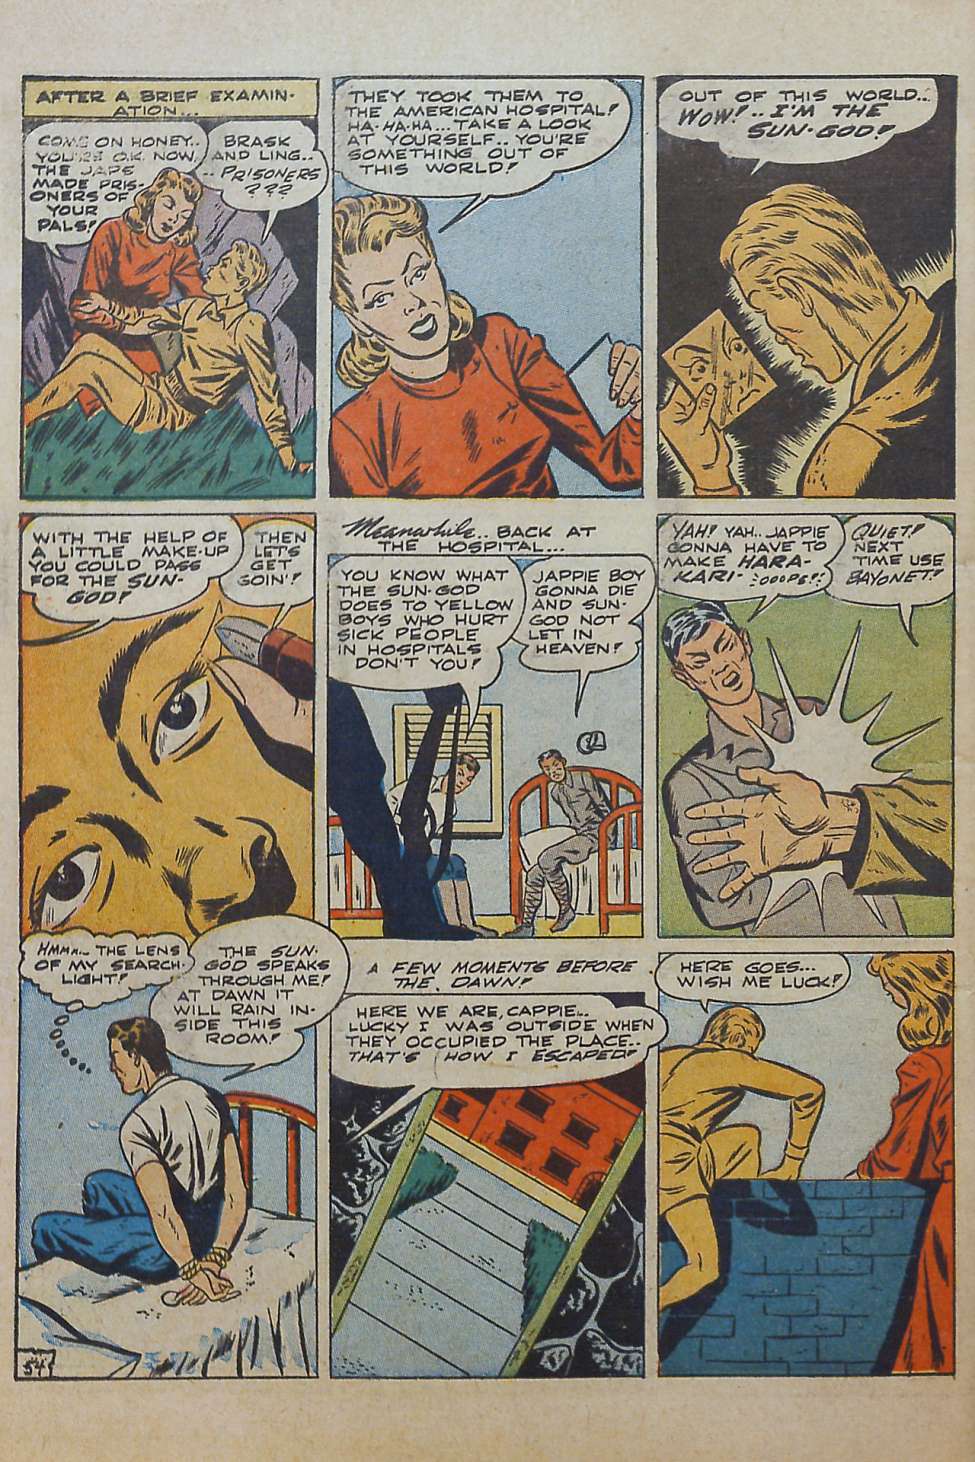 AFTER A BRIEF EXAMIN-
ATION...
COME ON HONEY..
YOU'RE O.K. NOW,
THE JAPS
MADE PRIS-
ONERS OF
YOUR
PALS!
BRASK
AND LING..
.. PRISONERS
???
THEY TOOK THEM TO
THE AMERICAN HOSPITAL!
HA-HA-HA... TAKE A LOOK
AT YOURSELF.. YOU'RE
SOMETHING OUT OF
THIS WORLD!
OUT OF THIS WORLD..
WOW!.. I'M THE
SUN-GOD!
WITH THE HELP OF
A LITTLE MAKE-UP
YOU COULD PASS
FOR THE SUN-
GOD!
THEN
LET'S
GET
GOIN'!
Meanwhile.. BACK AT
THE HOSPITAL...
YOU KNOW WHAT
THE SUN-GOD
DOES TO YELLOW
BOYS WHO HURT
SICK PEOPLE
IN HOSPITALS
DON'T YOU!
JAPPIE BOY
GONNA DIE
AND SUN-
GOD NOT
LET IN
HEAVEN!
YAH! YAH.. JAPPIE
GONNA HAVE TO
MAKE HARA-
KARI- OOOPS!!
QUIET!
NEXT
TIME USE
BAYONET!
HMMM.. THE LENS
OF MY SEARCH-
LIGHT!
THE SUN-
GOD SPEAKS
THROUGH ME!
AT DAWN IT
WILL RAIN IN-
SIDE THIS
ROOM!
A FEW MOMENTS BEFORE
THE DAWN!
HERE WE ARE, CAPPIE...
LUCKY I WAS OUTSIDE WHEN
THEY OCCUPIED THE PLACE..
THAT'S HOW I ESCAPED!
HERE GOES...
WISH ME LUCK!
54